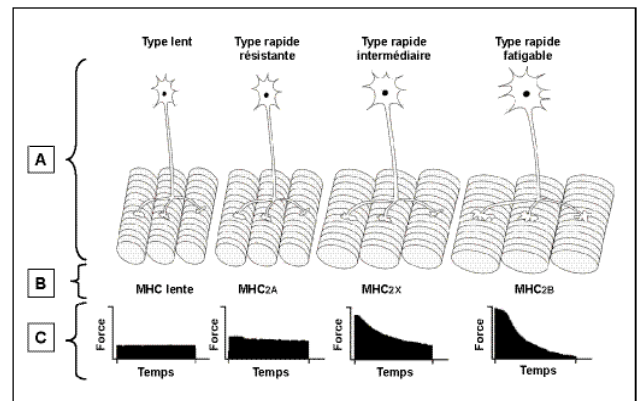 Type lent
Type rapide résistante
Type rapide intermédiaire
Type rapide fatigable
A
B
MHC lente
MHC2A
MHC2X
MHC2B
C
Force
Temps
Force
Temps
Force
Temps
Force
Temps